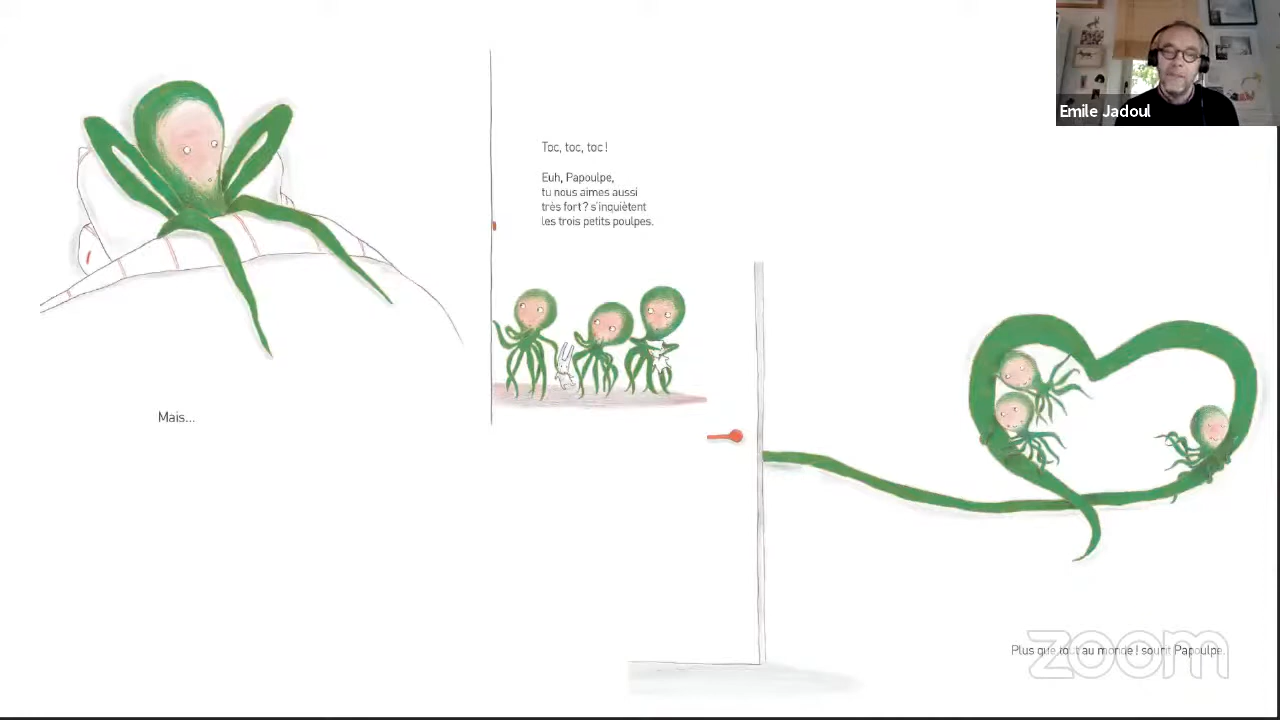 Mais...
Toc, toc, toc !
Euh, Papoulpe,
tu nous aimes aussi
très fort ? s'inquiètent
les trois petits poulpes.
Plus que tout au monde ! sourit Papoulpe.
Emile Jadoul
zoom